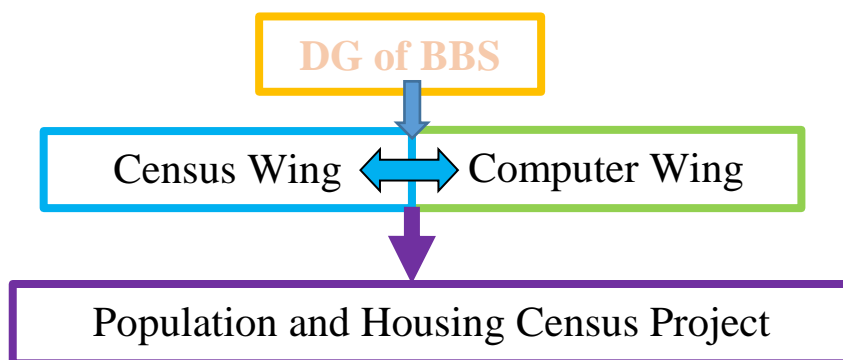 DG of BBS
Census Wing
Computer Wing
Population and Housing Census Project